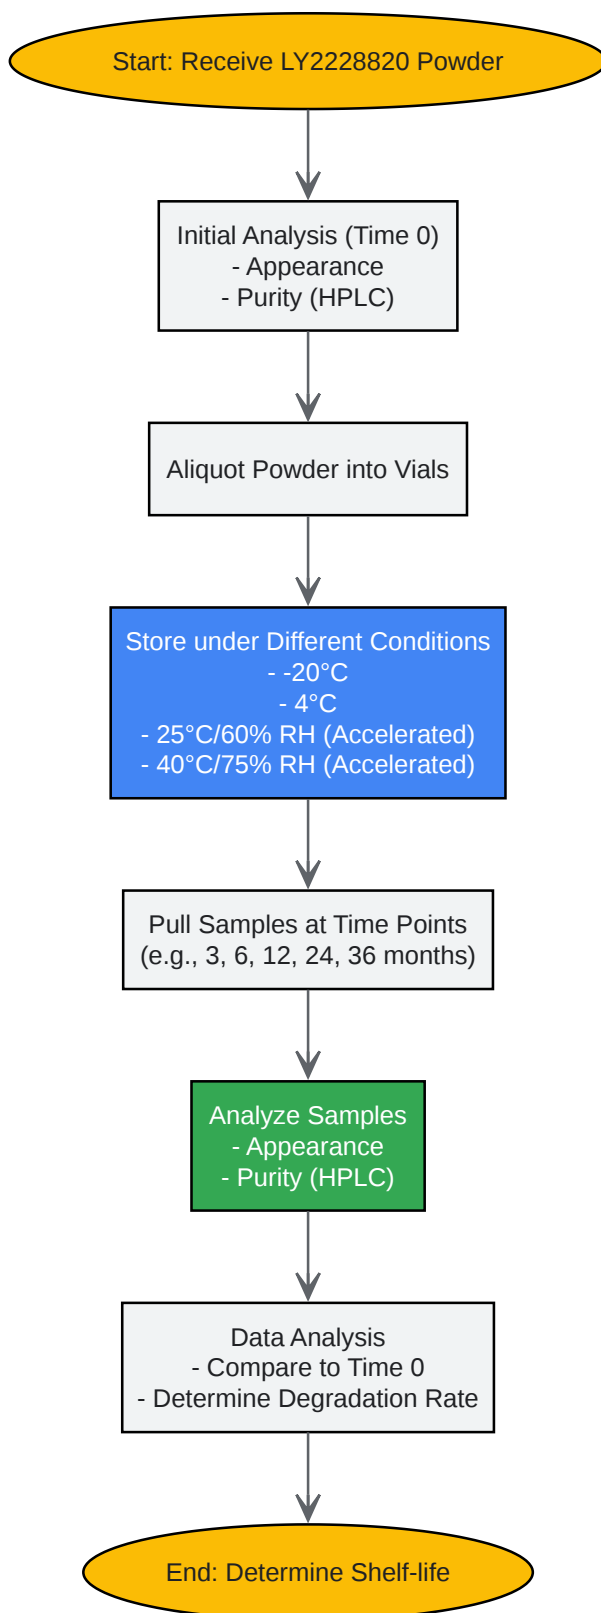 Start: Receive LY2228820 Powder
Initial Analysis (Time 0)
- Appearance
- Purity (HPLC)
Aliquot Powder into Vials
Store under Different Conditions
- -20°C
- 4°C
- 25°C/60% RH (Accelerated)
- 40°C/75% RH (Accelerated)
Pull Samples at Time Points
(e.g., 3, 6, 12, 24, 36 months)
Analyze Samples
- Appearance
- Purity (HPLC)
Data Analysis
- Compare to Time 0
- Determine Degradation Rate
End: Determine Shelf-life